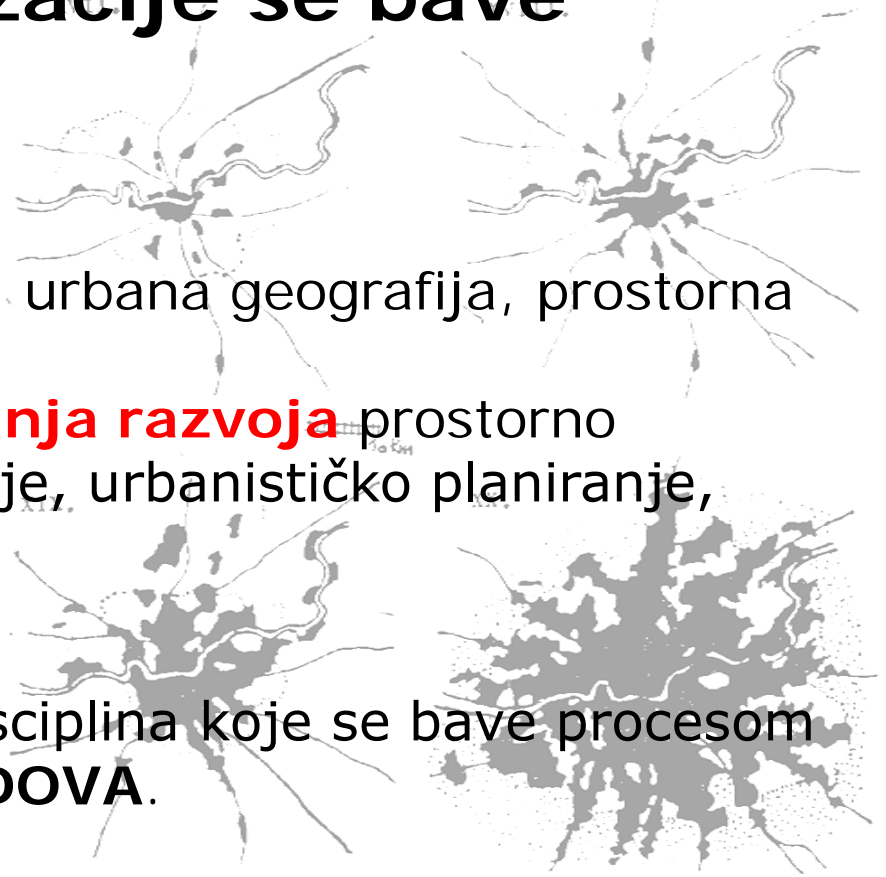 zacije se bave
urbana geografija, prostorna
nja razvoja prostorno
je, urbanističko planiranje,
sciplina koje se bave procesom
DOVA.